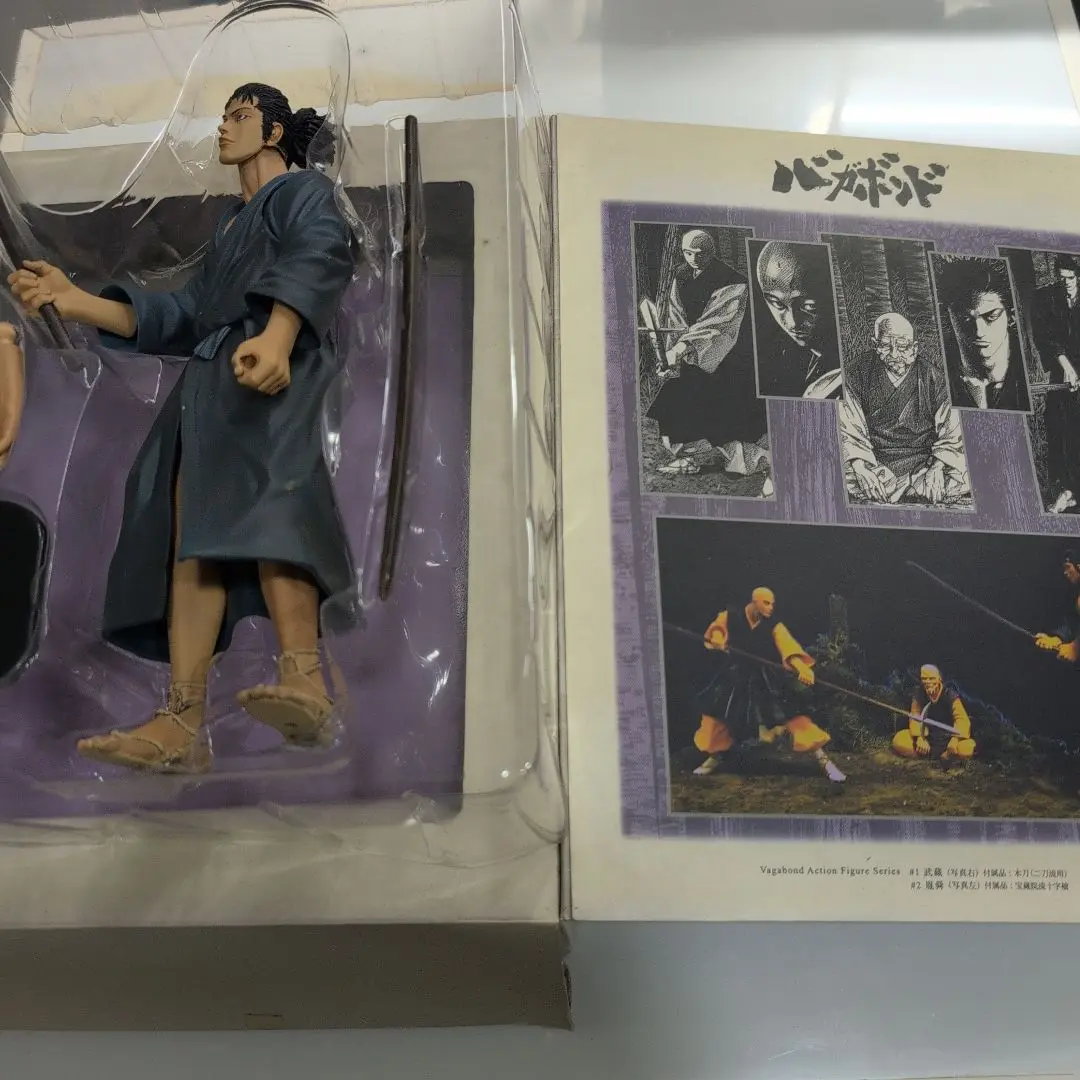 バガボンド
Vagabond Action Figure Series #1 武蔵（写真右）付属品：木刀(二刀流用)
#2 胤舜（写真左）付属品：宝蔵院流十字槍